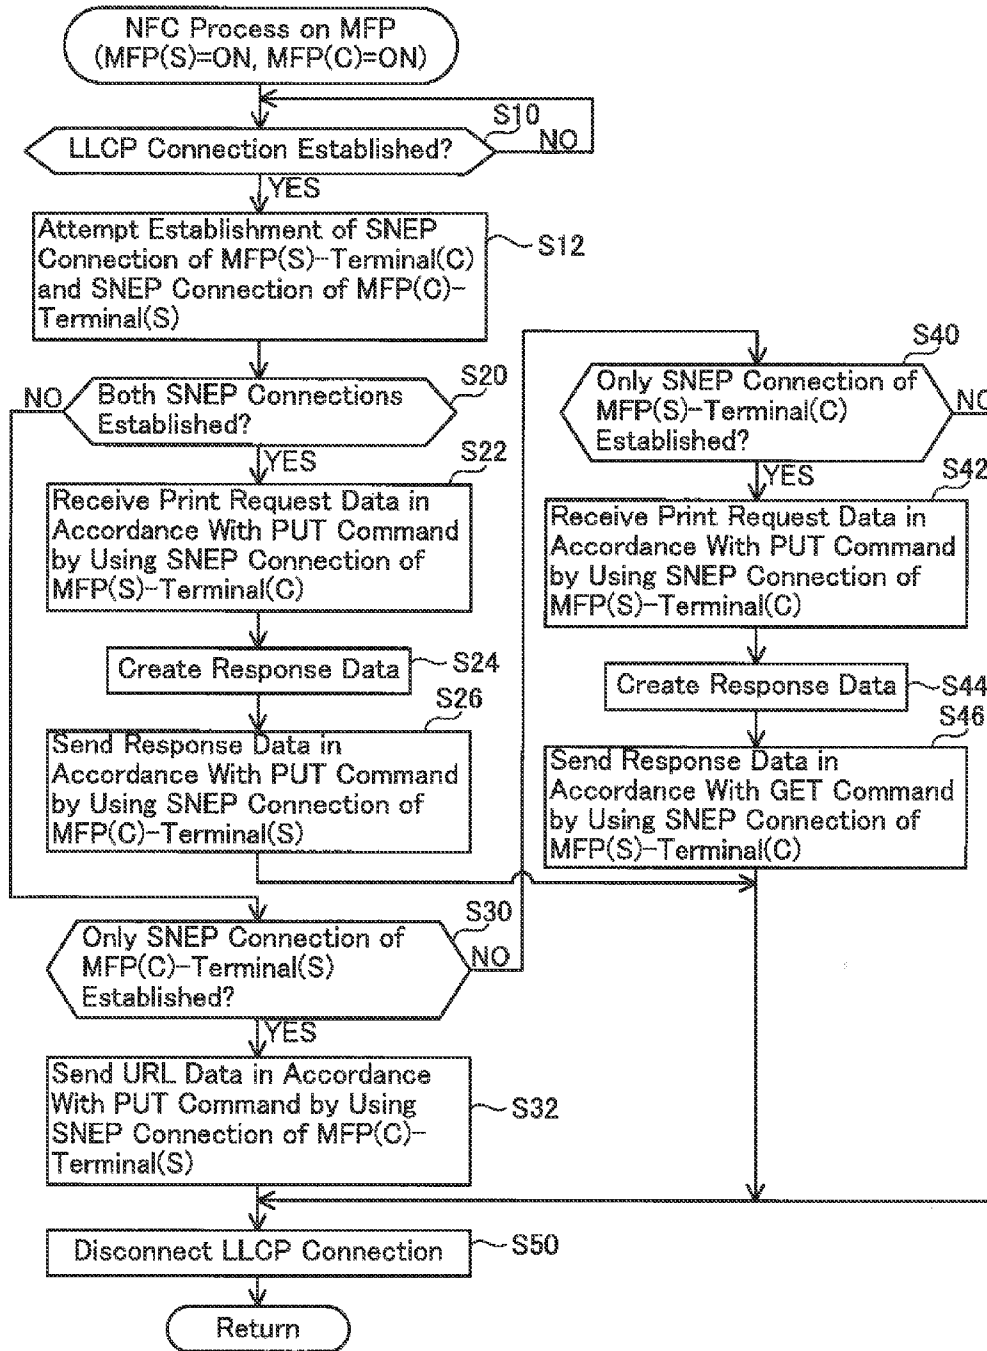 NFC Process on MFP
(MFP(S)=ON, MFP(C)=ON)
S10
LLCP Connection Established?
NO
YES
Attempt Establishment of SNEP
Connection of MFP(S)-Terminal(C)
and SNEP Connection of MFP(C)-
Terminal(S)
S12
S20
NO
Both SNEP Connections
Established?
YES
S22
Receive Print Request Data in
Accordance With PUT Command
by Using SNEP Connection of
MFP(S)-Terminal(C)
Create Response Data
S24
S26
Send Response Data in
Accordance With PUT Command
by Using SNEP Connection of
MFP(C)-Terminal(S)
S30
Only SNEP Connection of
MFP(C)-Terminal(S)
Established?
NO
YES
Send URL Data in Accordance
With PUT Command by Using
SNEP Connection of MFP(C)-
Terminal(S)
S32
S40
Only SNEP Connection of
MFP(S)-Terminal(C)
Established?
NO
YES
S42
Receive Print Request Data in
Accordance With PUT Command
by Using SNEP Connection of
MFP(S)-Terminal(C)
Create Response Data
S44
S46
Send Response Data in
Accordance With GET Command
by Using SNEP Connection of
MFP(S)-Terminal(C)
Disconnect LLCP Connection
S50
Return